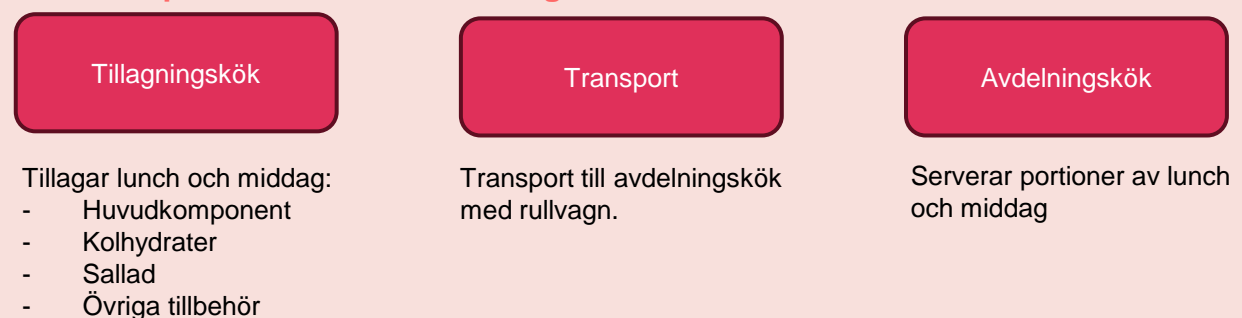 Tillagningskök
Transport
Avdelningskök
Tillagar lunch och middag:
- Huvudkomponent
- Kolhydrater
- Sallad
- Övriga tillbehör
Transport till avdelningskök
med rullvagn.
Serverar portioner av lunch
och middag